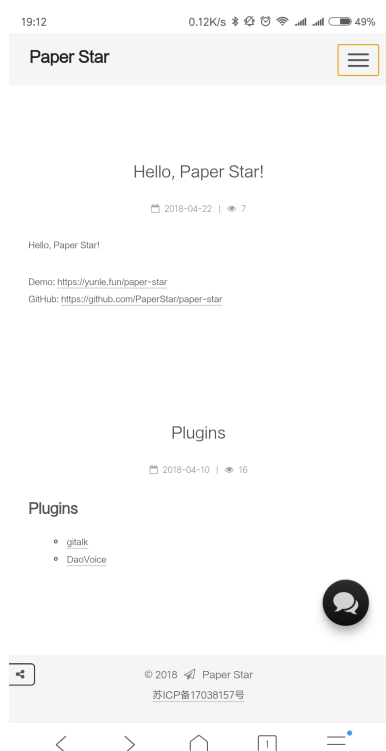 19:12
0.12K/s
49%
Paper Star
Hello, Paper Star!
2018-04-22 | 7
Hello, Paper Star!
Demo: https://yunle.fun/paper-star
GitHub: https://github.com/PaperStar/paper-star
Plugins
2018-04-10 | 16
Plugins
gitalk
DaoVoice
© 2018 Paper Star
苏ICP备17038157号
1